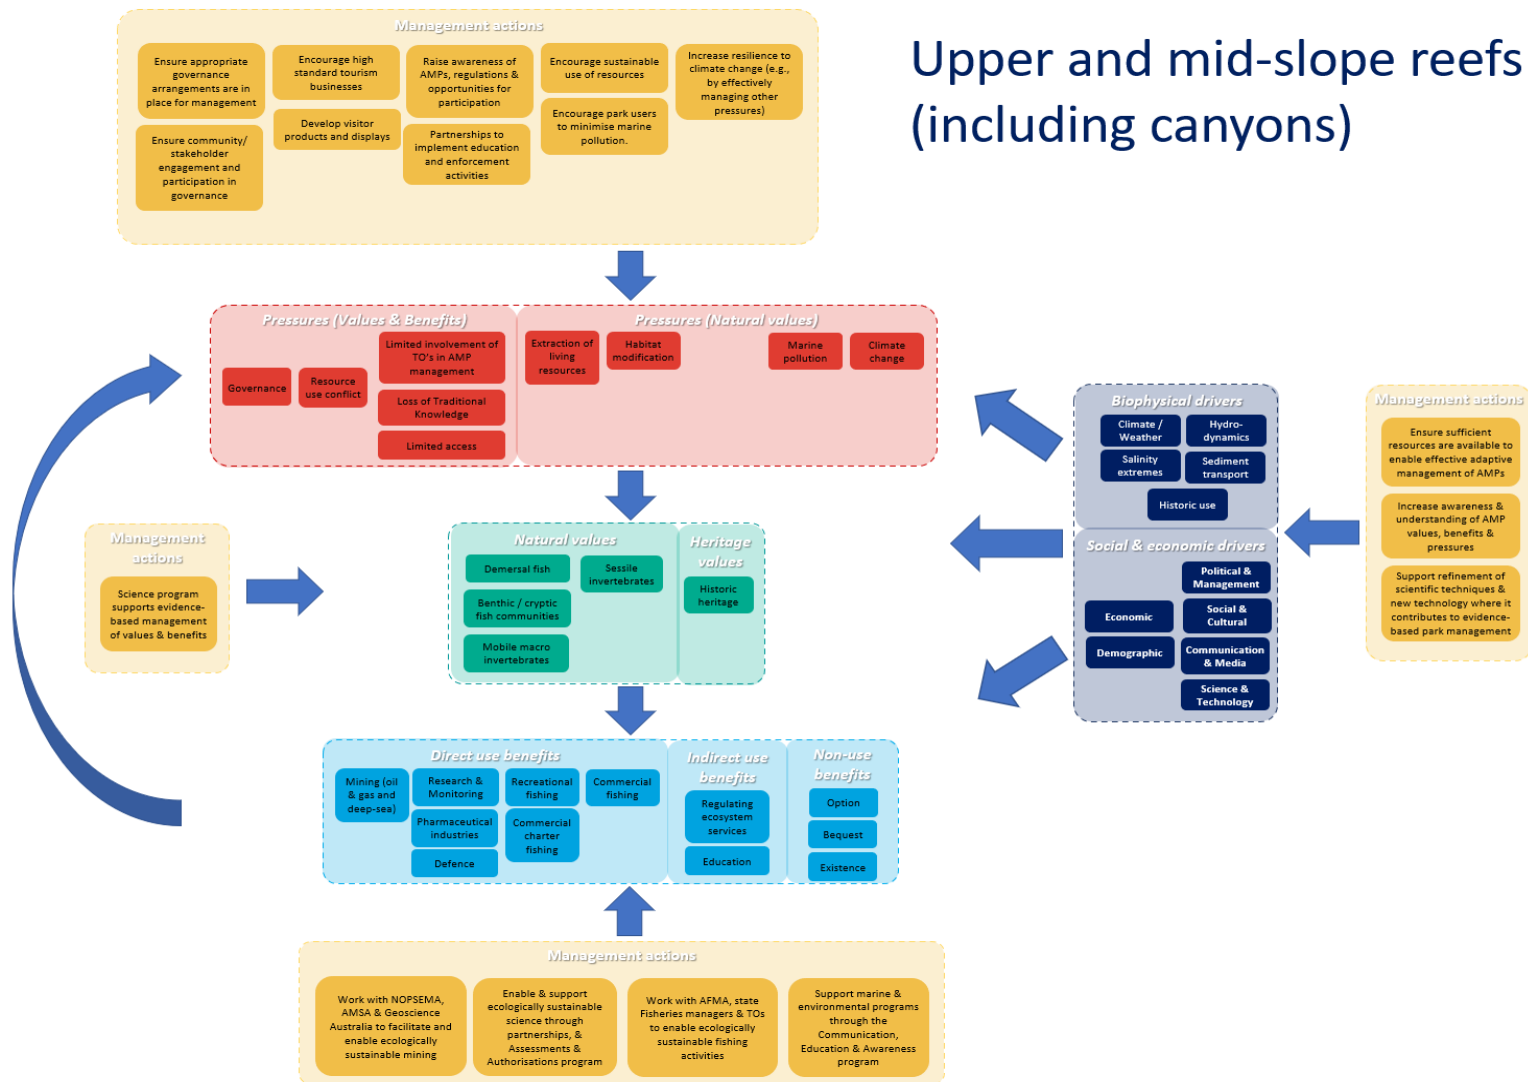 Upper and mid-slope reefs
(including canyons)
Management actions
Ensure appropriate
governance
arrangements are in
place for management
Ensure community/
stakeholder
engagement and
participation in
governance
Encourage high
standard tourism
businesses
Develop visitor
products and displays
Raise awareness of
AMPs, regulations &
opportunities for
participation
Partnerships to
implement education
and enforcement
activities
Encourage sustainable
use of resources
Encourage park users
to minimise marine
pollution.
Increase resilience to
climate change (e.g.,
by effectively
managing other
pressures)
Pressures (Values & Benefits)
Governance
Resource
use conflict
Limited involvement of
TO's in AMP
management
Loss of Traditional
Knowledge
Limited access
Pressures (Natural values)
Extraction of
living
resources
Habitat
modification
Marine
pollution
Climate
change
Biophysical drivers
Climate /
Weather
Hydro-
dynamics
Salinity
extremes
Sediment
transport
Historic use
Social & economic drivers
Political &
Management
Economic
Social &
Cultural
Demographic
Communication
& Media
Science &
Technology
Management actions
Ensure sufficient
resources are available to
enable effective adaptive
management of AMPs
Increase awareness &
understanding of AMP
values, benefits &
pressures
Support refinement of
scientific techniques &
new technology where it
contributes to evidence-
based park management
Management
actions
Science program
supports evidence-
based management
of values & benefits
Natural values
Demersal fish
Benthic / cryptic
fish communities
Mobile macro
invertebrates
Sessile
invertebrates
Heritage
values
Historic
heritage
Direct use benefits
Mining (oil
& gas and
deep-sea)
Research &
Monitoring
Pharmaceutical
industries
Defence
Recreational
fishing
Commercial
charter
fishing
Commercial
fishing
Indirect use
benefits
Regulating
ecosystem
services
Education
Non-use
benefits
Option
Bequest
Existence
Management actions
Work with NOPSEMA,
AMSA & Geoscience
Australia to facilitate and
enable ecologically
sustainable mining
Enable & support
ecologically sustainable
science through
partnerships, &
Assessments &
Authorisations program
Work with AFMA, state
Fisheries managers & TOs
to enable ecologically
sustainable fishing
activities
Support marine &
environmental programs
through the
Communication,
Education & Awareness
program